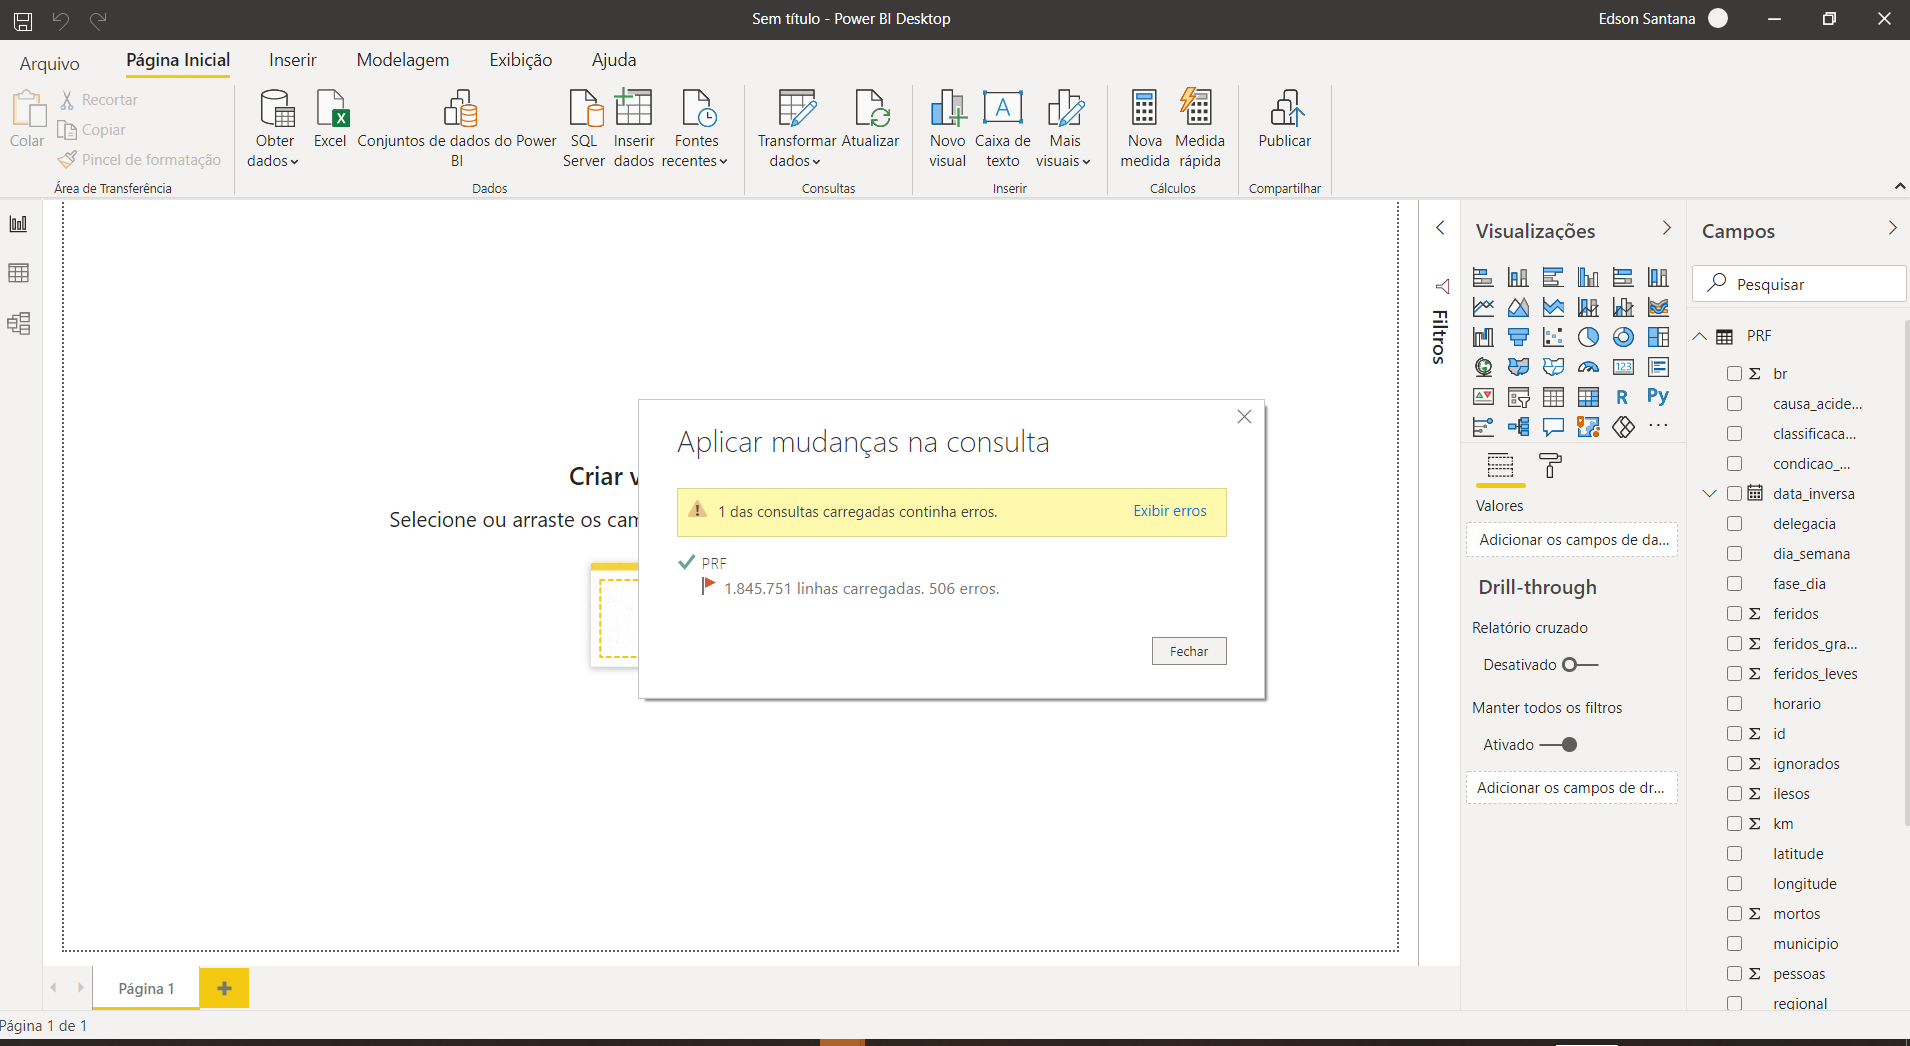 Sem título - Power BI Desktop
Edson Santana
Arquivo
Página Inicial
Inserir
Modelagem
Exibição
Ajuda
Colar
Recortar
Copiar
Pincel de formatação
Área de Transferência
Obter
dados
Excel
Conjuntos de dados do Power
BI
SQL
Server
Inserir
dados
Fontes
recentes
Dados
Transformar
dados
Atualizar
Consultas
Novo
visual
Caixa de
texto
Mais
visuais
Inserir
Nova
medida
Medida
rápida
Cálculos
Publicar
Compartilhar
Criar v
Selecione ou arraste os cam
Aplicar mudanças na consulta
1 das consultas carregadas continha erros.
Exibir erros
PRF
1.845.751 linhas carregadas. 506 erros.
Fechar
Filtros
Visualizações
123
R
Py
Valores
Adicionar os campos de da...
Drill-through
Relatório cruzado
Desativado
Manter todos os filtros
Ativado
Adicionar os campos de dr...
Campos
Pesquisar
PRF
Σ br
causa_acide...
classificaca...
condicao_...
data_inversa
delegacia
dia_semana
fase_dia
Σ feridos
Σ feridos_gra...
Σ feridos_leves
horario
Σ id
Σ ignorados
Σ ilesos
Σ km
latitude
longitude
Σ mortos
municipio
Σ pessoas
regional
Página 1
Página 1 de 1